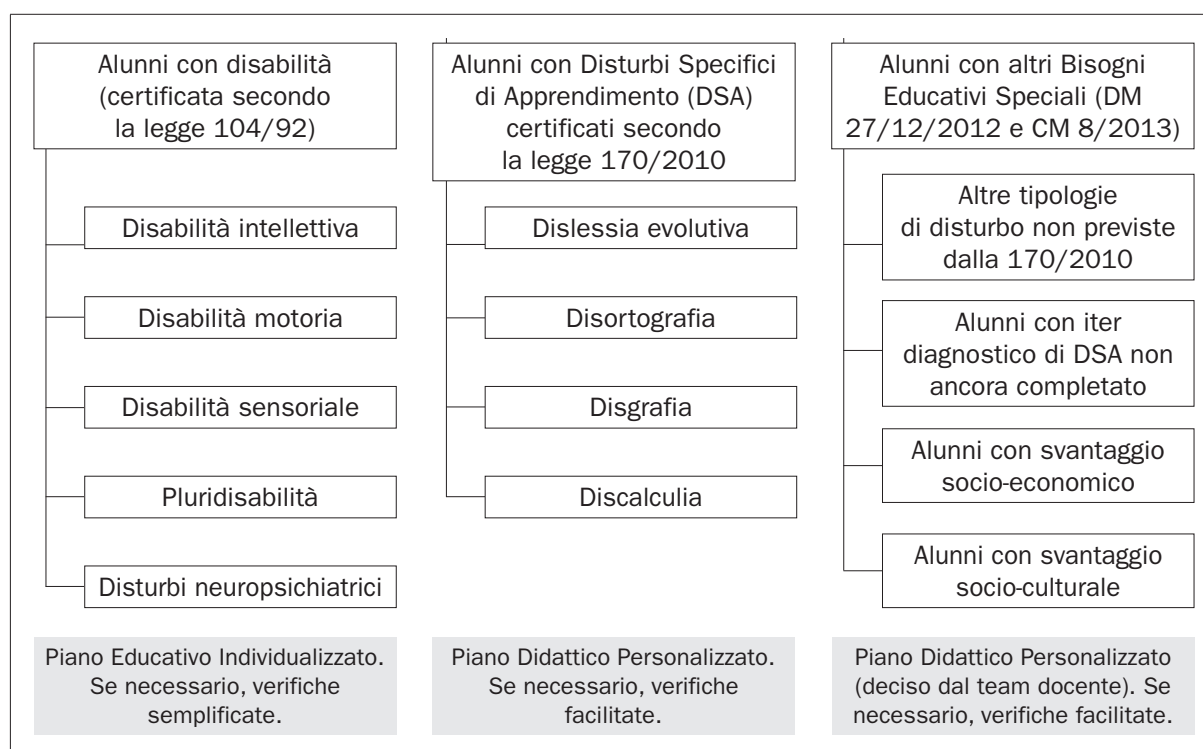 Alunni con disabilità
(certificata secondo
la legge 104/92)
Disabilità intellettiva
Disabilità motoria
Disabilità sensoriale
Pluridisabilità
Disturbi neuropsichiatrici
Piano Educativo Individualizzato.
Se necessario, verifiche
semplificate.
Alunni con Disturbi Specifici
di Apprendimento (DSA)
certificati secondo
la legge 170/2010
Dislessia evolutiva
Disortografia
Disgrafia
Discalculia
Piano Didattico Personalizzato.
Se necessario, verifiche
facilitate.
Alunni con altri Bisogni
Educativi Speciali (DM
27/12/2012 e CM 8/2013)
Altre tipologie
di disturbo non previste
dalla 170/2010
Alunni con iter
diagnostico di DSA non
ancora completato
Alunni con svantaggio
socio-economico
Alunni con svantaggio
socio-culturale
Piano Didattico Personalizzato
(deciso dal team docente). Se
necessario, verifiche facilitate.